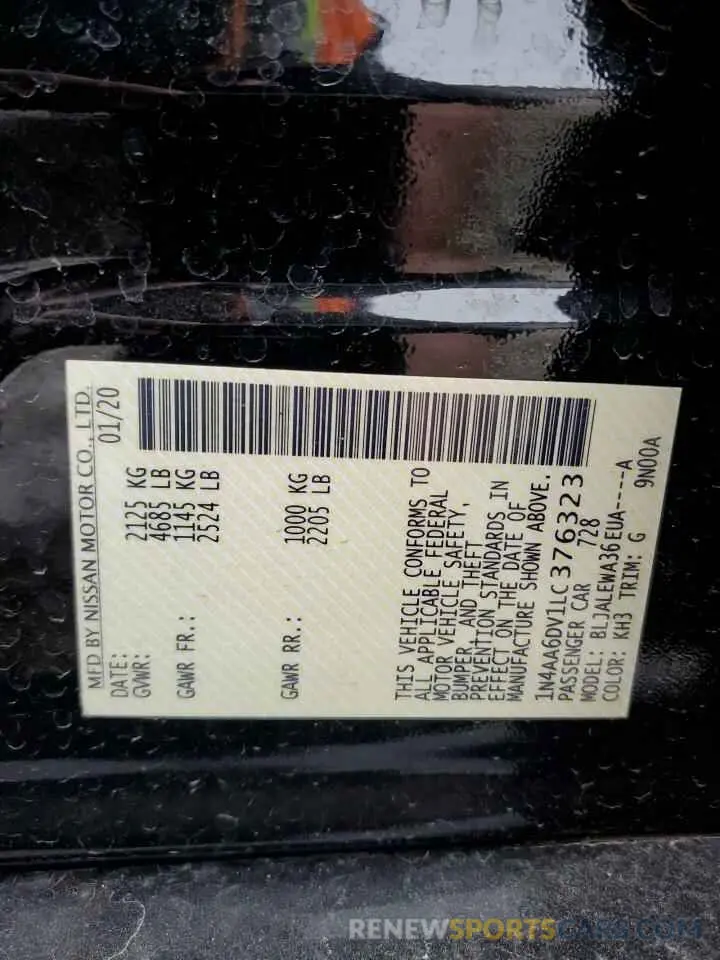 MFD BY NISSAN MOTOR CO., LTD.
DATE: 01/20
GVWR: 2125 KG
4685 LB
GAWR FR.: 1145 KG
2524 LB
GAWR RR.: 1000 KG
2205 LB
THIS VEHICLE CONFORMS TO
ALL APPLICABLE FEDERAL
MOTOR VEHICLE SAFETY,
BUMPER, AND THEFT
PREVENTION STANDARDS IN
EFFECT ON THE DATE OF
MANUFACTURE SHOWN ABOVE.
1N4AA6DV1LC376323
PASSENGER CAR 728
MODEL: BLJALEWA36EUA----A
COLOR: KH3 TRIM: G 9N00A
RENEWSPORTSCAR.COM